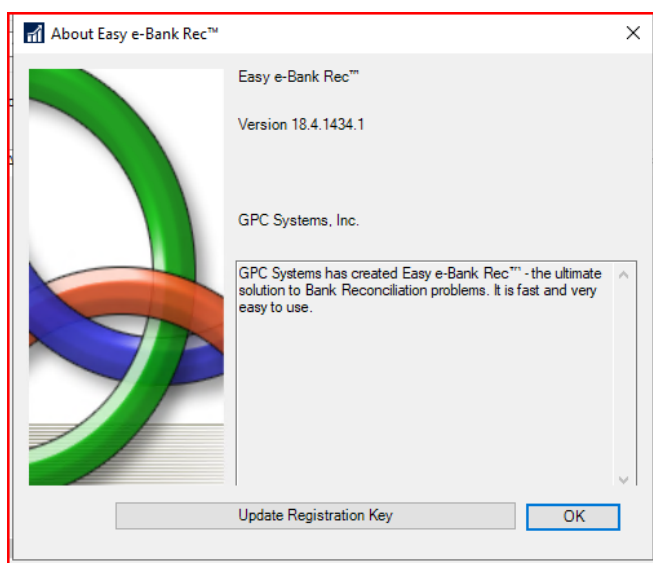 About Easy e-Bank Rec™
Easy e-Bank Rec™
Version 18.4.1434.1
GPC Systems, Inc.
GPC Systems has created Easy e-Bank Rec™ - the ultimate
solution to Bank Reconciliation problems. It is fast and very
easy to use.
Update Registration Key
OK